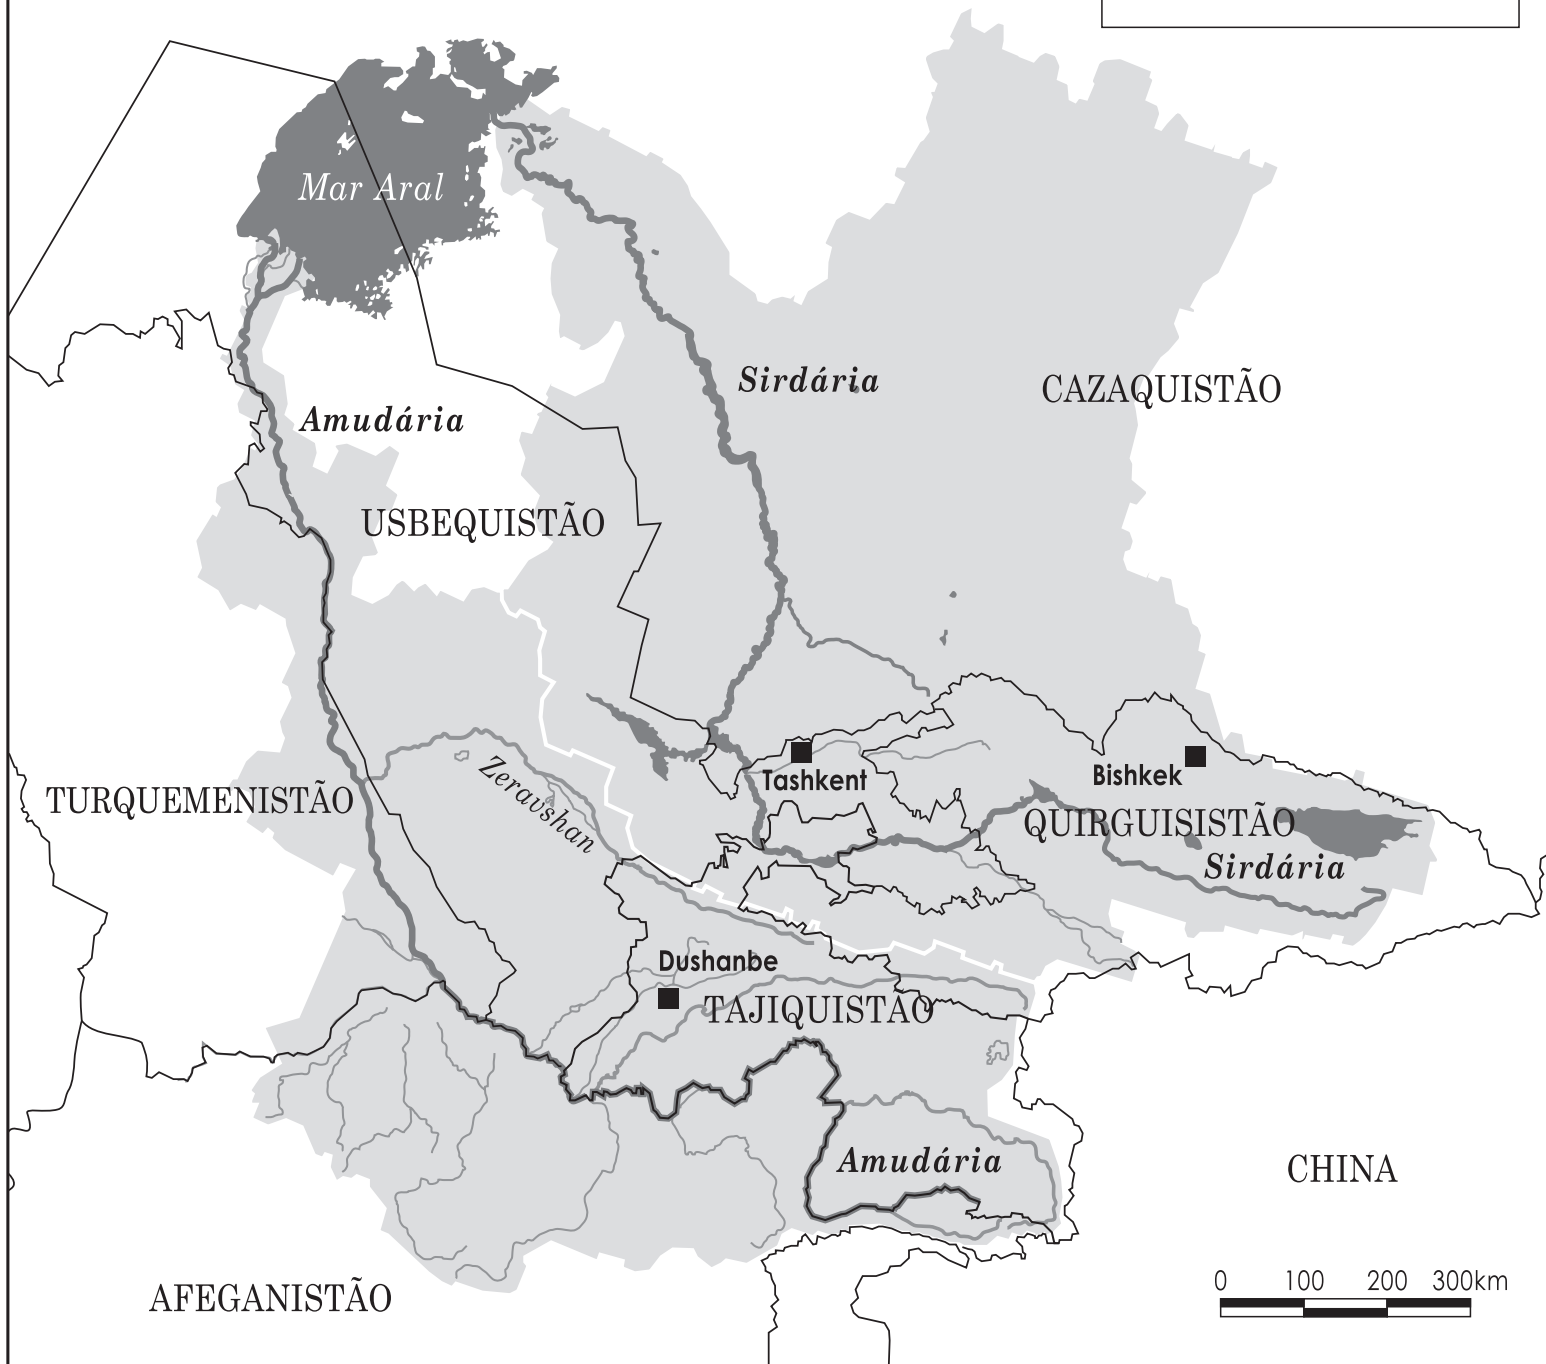 Mar Aral
Sirdária
CAZAQUISTÃO
Amudária
USBEQUISTÃO
Zeravshan
Tashkent
Bishkek
TURQUEMENISTÃO
QUIRGUISISTÃO
Sirdária
Dushanbe
TAJIQUISTÃO
Amudária
CHINA
AFEGANISTÃO
0 100 200 300km